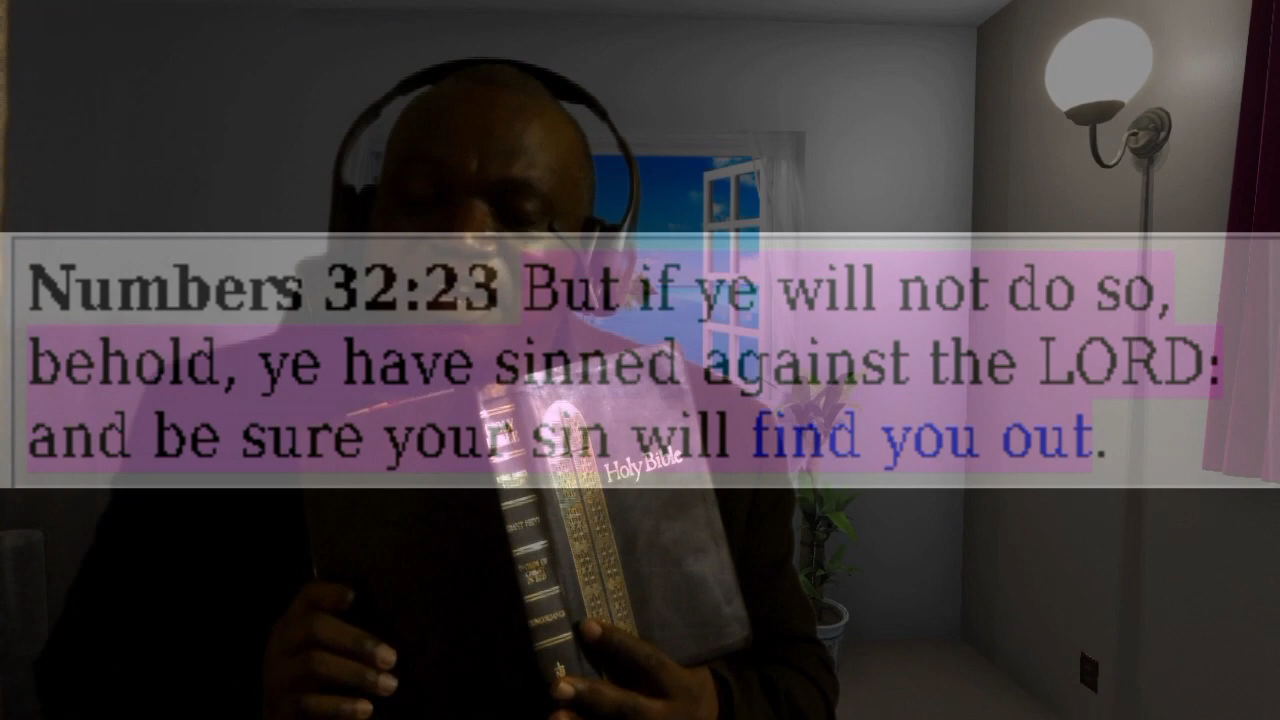 Numbers 32:23 But if ye will not do so,
behold, ye have sinned against the LORD:
and be sure your sin will find you out.
Holy Bible